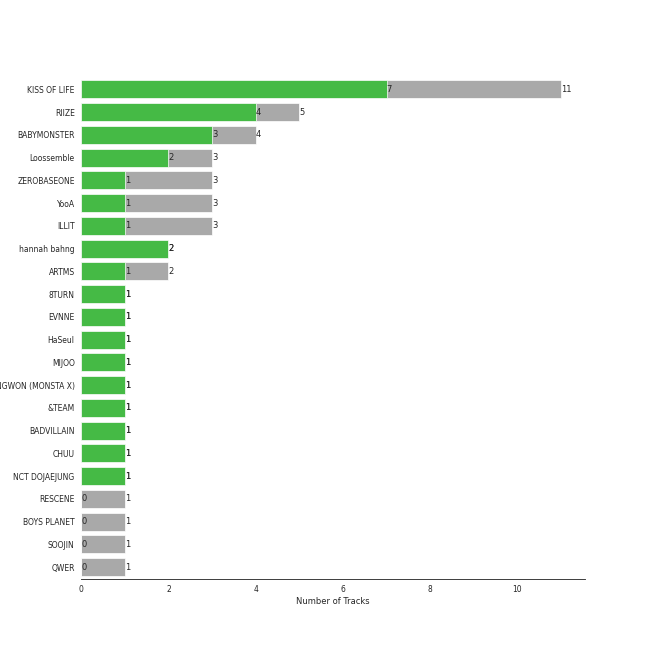 KISS OF LIFE 7 11
RIIZE 4 5
BABYMONSTER 3 4
Loossemble 2 3
ZEROBASEONE 1 3
YooA 1 3
ILLIT 1 3
hannah bahng 2
ARTMS 1 2
8TURN 1
EVNNE 1
HaSeul 1
MIJOO 1
NGWON (MONSTA X) 1
&TEAM 1
BADVILLAIN 1
CHUU 1
NCT DOJAEJUNG 1
RESCENE 0 1
BOYS PLANET 0 1
SOOJIN 0 1
QWER 0 1
0 2 4 6 8 10
Number of Tracks